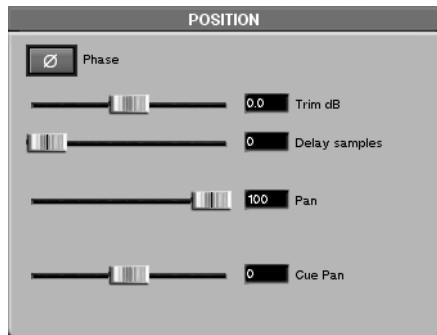 POSITION
Ø Phase
0.0 Trim dB
0 Delay samples
100 Pan
0 Cue Pan